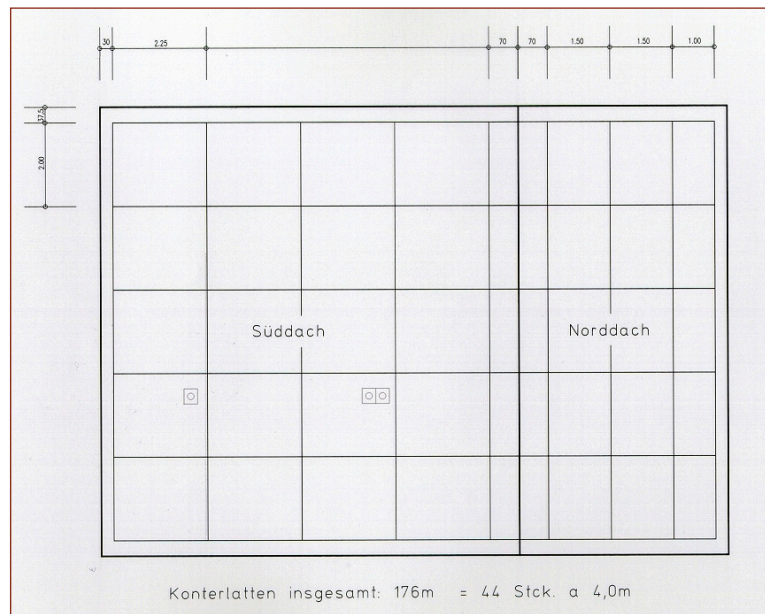 30 2.25 70 70 1.50 1.50 1.00
37.5
2.00
Süddach Norddach
Konterlatten insgesamt: 176m = 44 Stck. a 4,0m